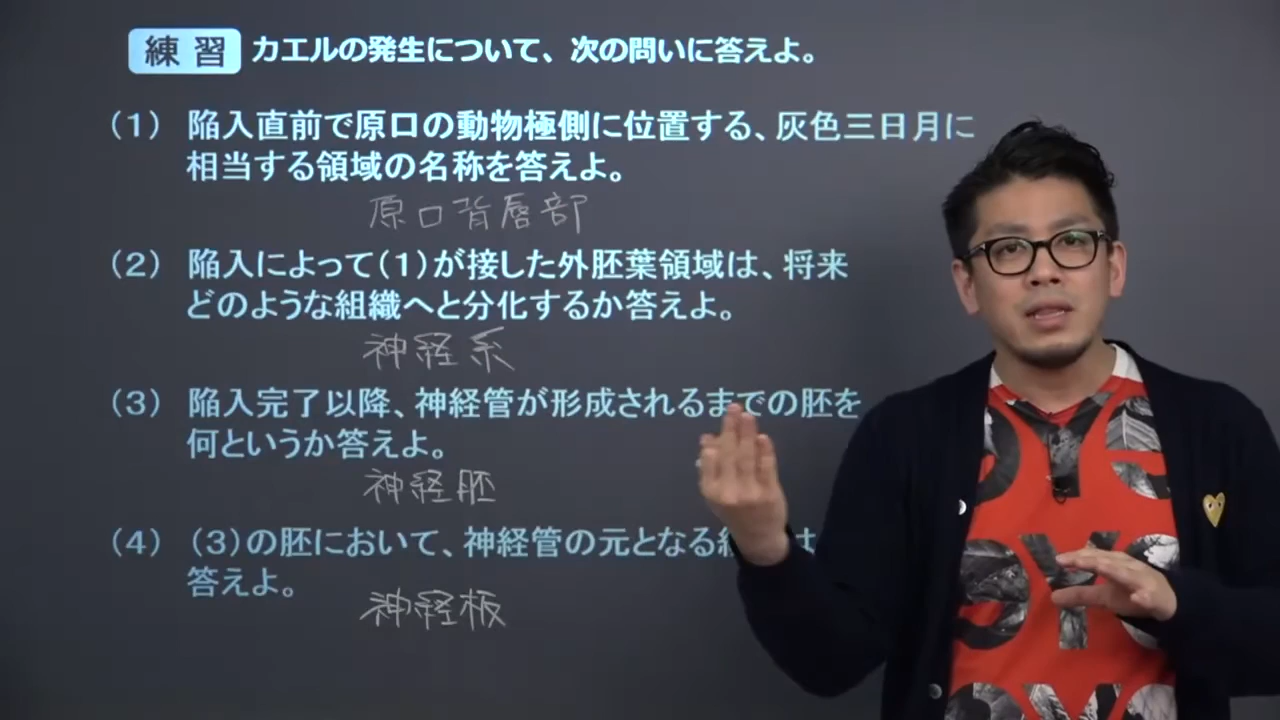 練習 カエルの発生について、次の問いに答えよ。
(1) 陥入直前で原口の動物極側に位置する、灰色三日月に
相当する領域の名称を答えよ。
原口背唇部
(2) 陥入によって(1)が接した外胚葉領域は、将来
どのような組織へと分化するか答えよ。
神経系
(3) 陥入完了以降、神経管が形成されるまでの胚を
何というか答えよ。
神経胚
(4) (3)の胚において、神経管の元となる
答えよ。
神経板